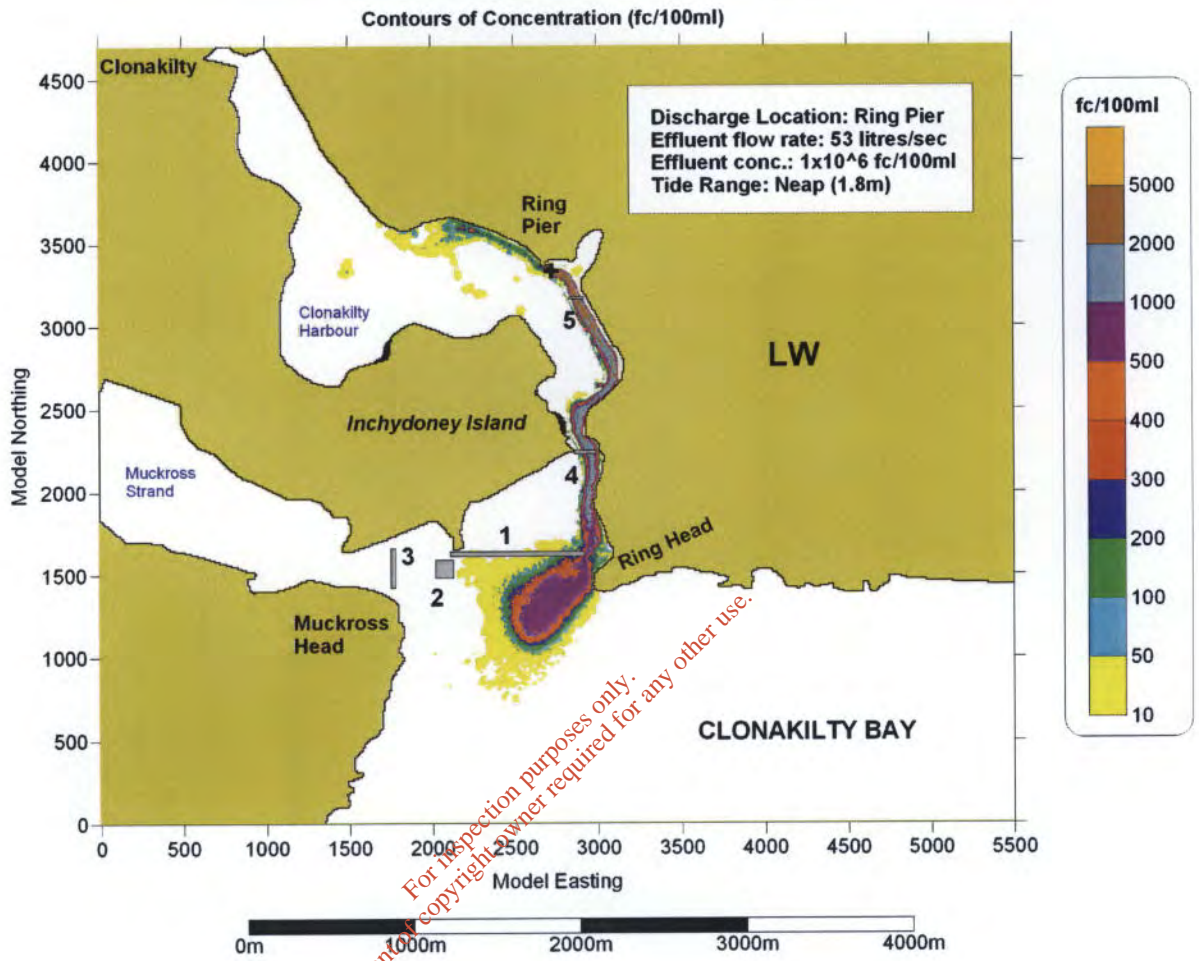 Contours of Concentration (fc/100ml)
Clonakilty
Discharge Location: Ring Pier
Effluent flow rate: 53 litres/sec
Effluent conc.: 1x10^6 fc/100ml
Tide Range: Neap (1.8m)
fc/100ml
5000
2000
1000
500
400
300
200
100
50
10
Ring
Pier
Clonakilty
Harbour
5
LW
Inchydoney Island
Muckross
Strand
4
1
3
2
Ring Head
Muckross
Head
CLONAKILTY BAY
Model Northing
4500
4000
3500
3000
2500
2000
1500
1000
500
0
0
500
1000
1500
2000
2500
3000
3500
4000
4500
5000
5500
Model Easting
For inspection purposes only.
of copyright owner required for any other use.
0m
1000m
2000m
3000m
4000m